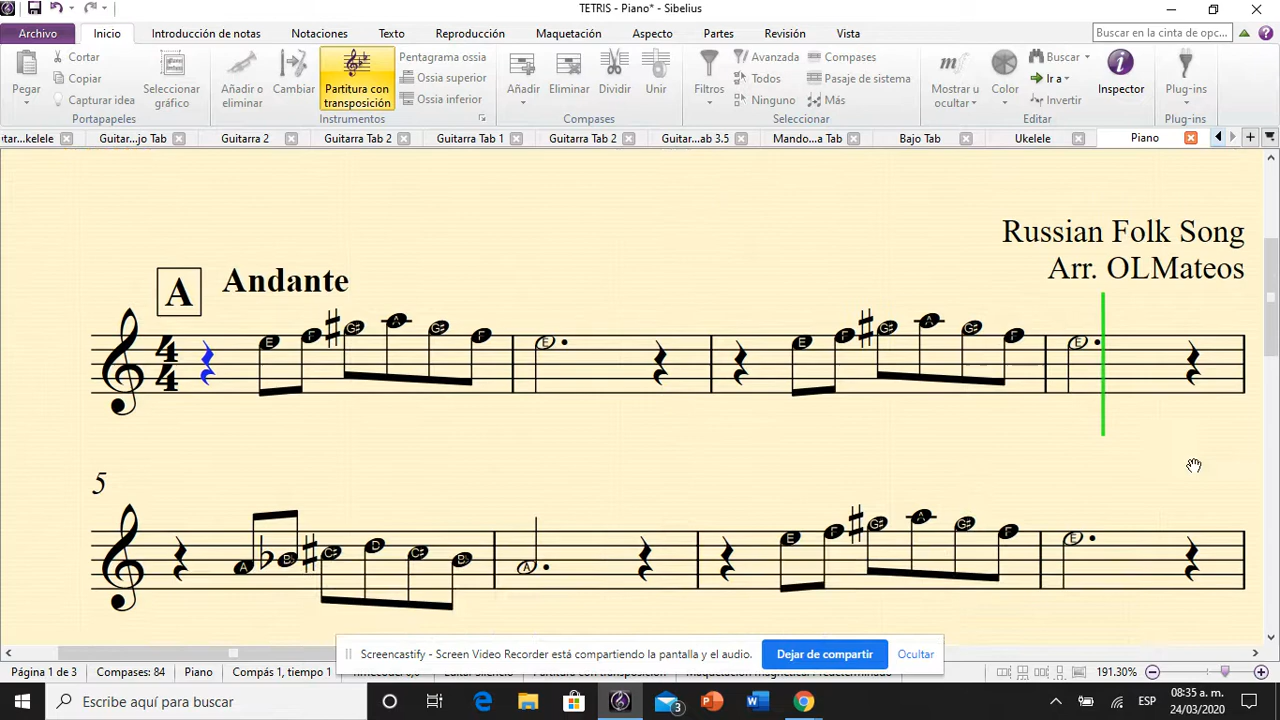 TETRIS - Piano* - Sibelius
Archivo Inicio Introducción de notas Notaciones Texto Reproducción Maquetación Aspecto Partes Revisión Vista Buscar en la cinta de opc...
Pegar Cortar Copiar Capturar idea Seleccionar gráfico
Añadir o eliminar Cambiar Partitura con transposición Pentagrama ossia Ossia superior Ossia inferior
Añadir Eliminar Dividir Unir
Filtros Avanzada Todos Ninguno Compases Pasaje de sistema Más
Mostrar u ocultar Color Buscar Ir a Invertir Inspector Plug-ins
Portapapeles Instrumentos Compases Seleccionar Editar Plug-ins
...kelele Guitar...jo Tab Guitarra 2 Guitarra Tab 2 Guitarra Tab 1 Guitarra Tab 2 Guitar...ab 3.5 Mando...a Tab Bajo Tab Ukelele Piano
Russian Folk Song
Arr. OLMateos
A Andante
4
4
E F G# A G# F E E F G# A G# F E
5
A B C# D C# B A E F G# A G# F E
Screencastify - Screen Video Recorder está compartiendo la pantalla y el audio. Dejar de compartir Ocultar
Página 1 de 3 Compases: 84 Piano Compás 1, tiempo 1 191.30%
Escribe aquí para buscar 3 ESP 08:35 a. m.
24/03/2020